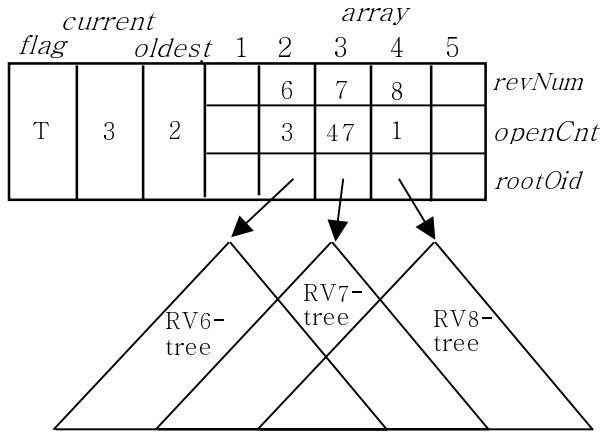 array
current
flag oldest 1 2 3 4 5
6 7 8 revNum
T 3 2 3 47 1 openCnt
rootOid
RV6-
tree
RV7-
tree
RV8-
tree